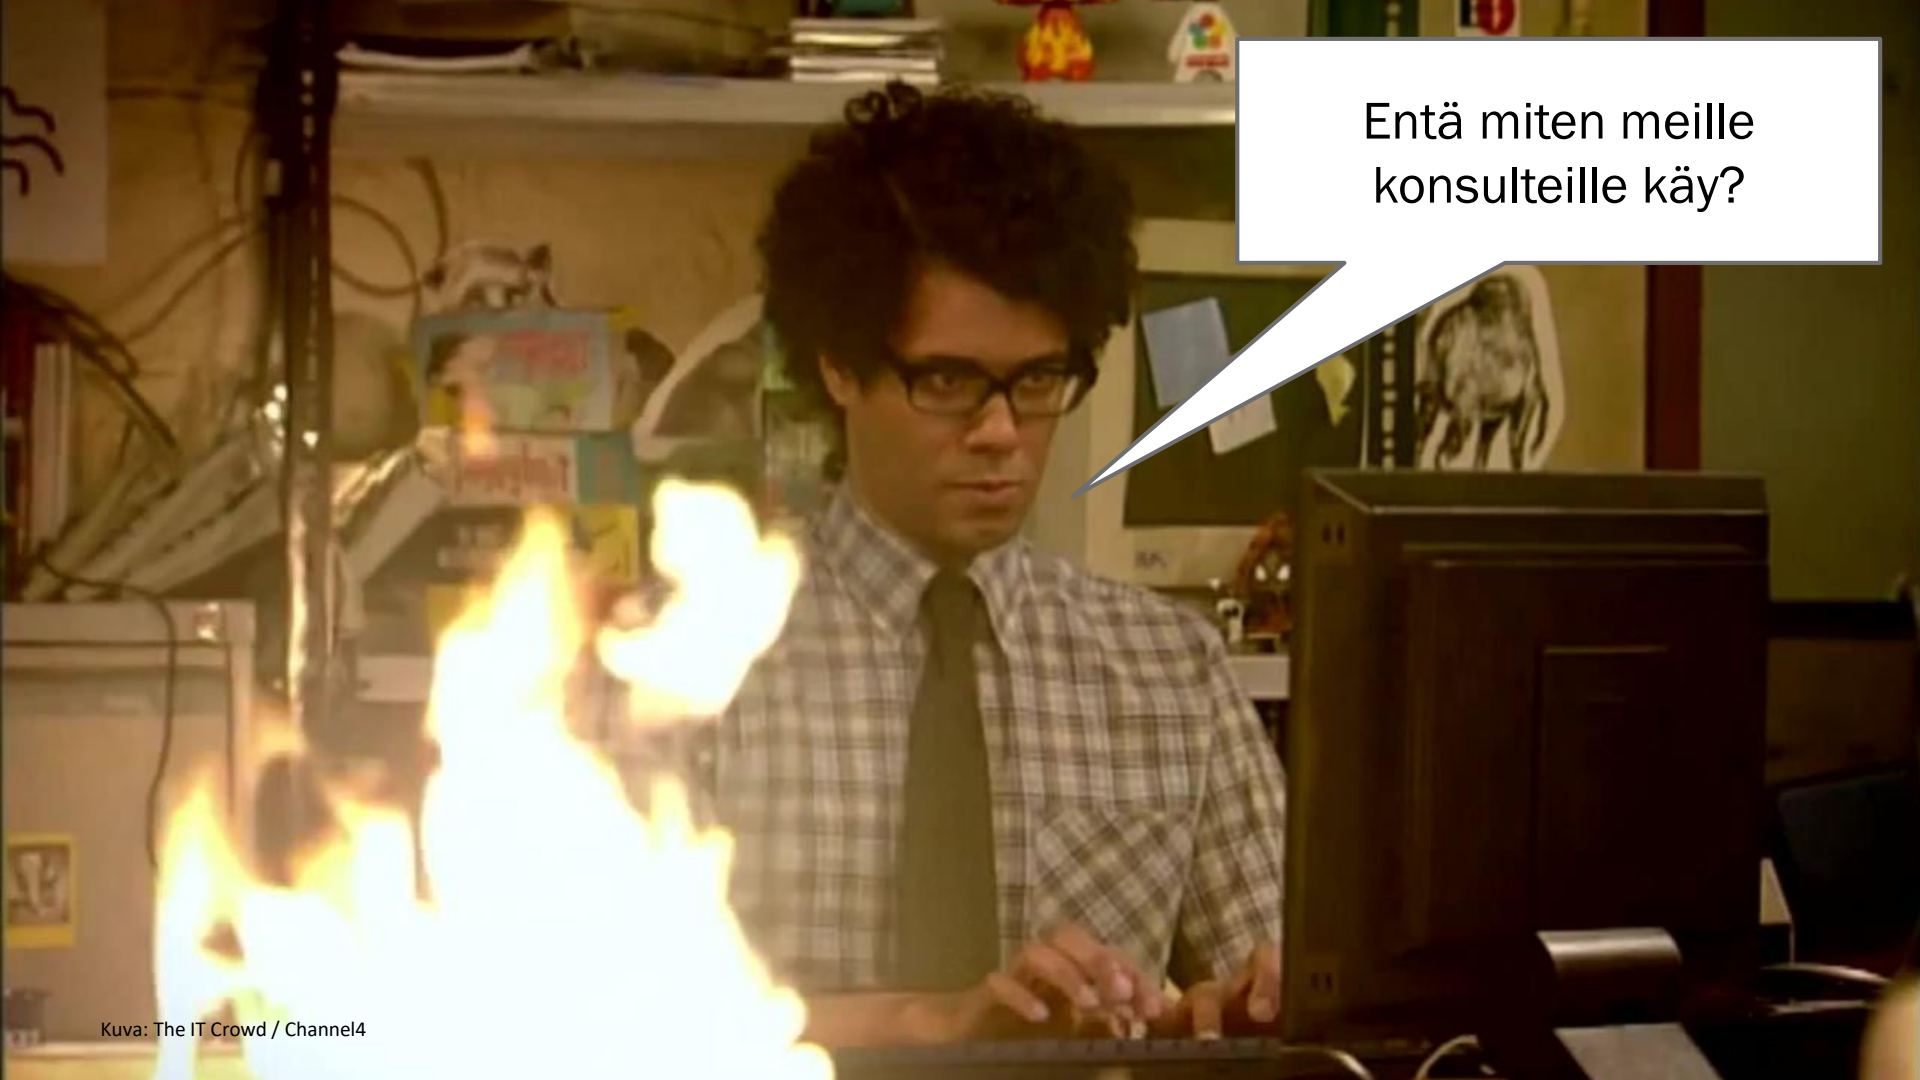 Entä miten meille
konsulteille käy?
Kuva: The IT Crowd / Channel4